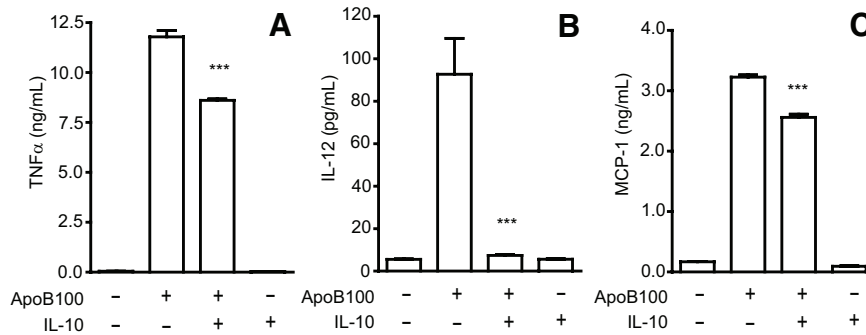 A
TNFα (ng/mL)
12.5
10.0
7.5
5.0
2.5
0.0
***
ApoB100 – + + –
IL-10 – – + +
B
IL-12 (pg/mL)
120
100
80
60
40
20
0
***
ApoB100 – + + –
IL-10 – – + +
C
MCP-1 (ng/mL)
4.0
3.0
2.0
1.0
0.0
***
ApoB100 – + + –
IL-10 – – + +